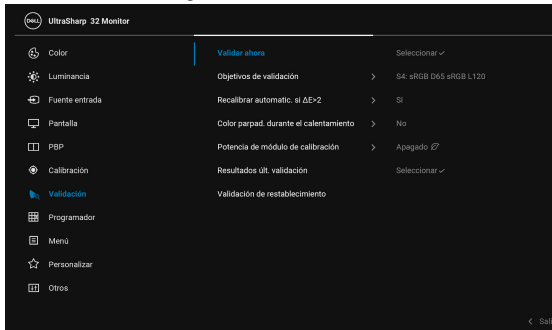 DELL UltraSharp 32 Monitor
Color
Validar ahora Seleccionar ✓
Luminancia
Objetivos de validación > S4: sRGB D65 sRGB L120
Fuente entrada
Recalibrar automatic. si ΔE>2 > Sí
Pantalla
Color parpad. durante el calentamiento > No
PBP
Potencia de módulo de calibración > Apagado
Calibración
Resultados últ. validación Seleccionar ✓
Validación
Validación de restablecimiento
Programador
Menú
Personalizar
Otros